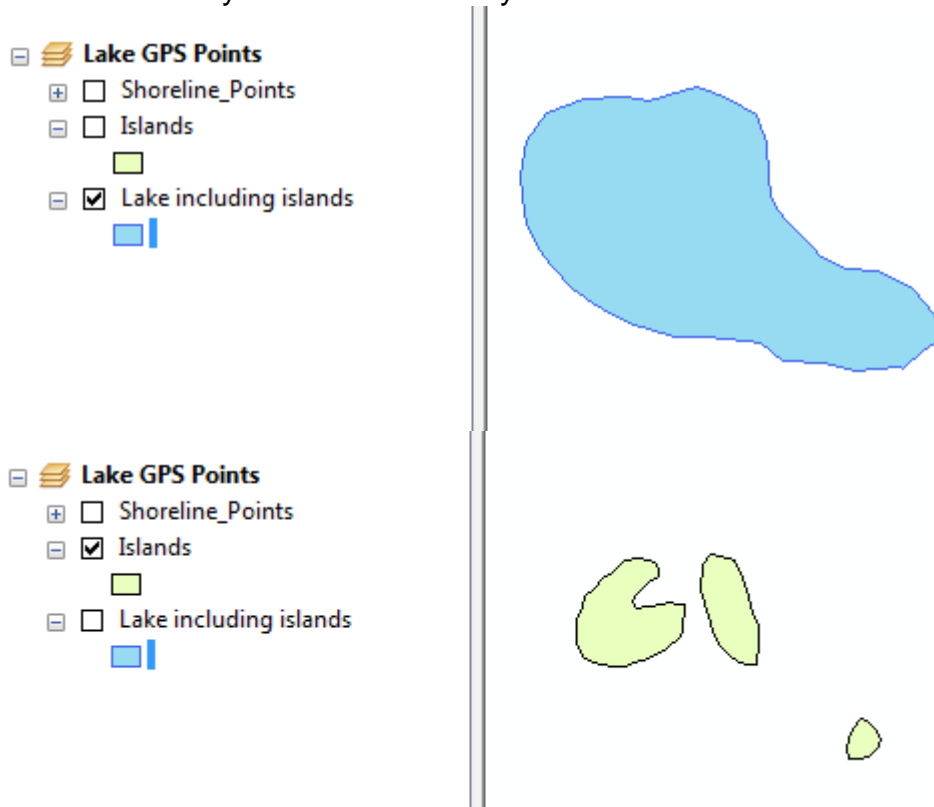 Lake GPS Points
Shoreline_Points
Islands
Lake including islands
Lake GPS Points
Shoreline_Points
Islands
Lake including islands